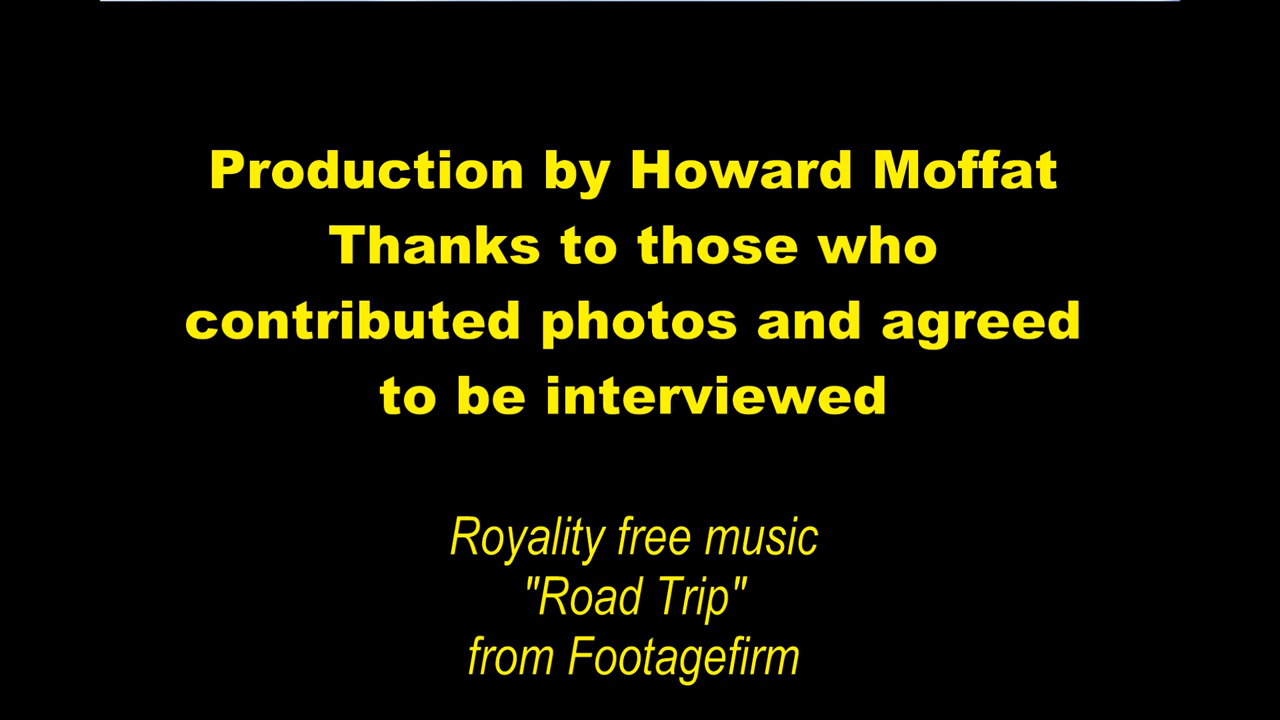 Production by Howard Moffat
Thanks to those who
contributed photos and agreed
to be interviewed
Royality free music
"Road Trip"
from Footagefirm